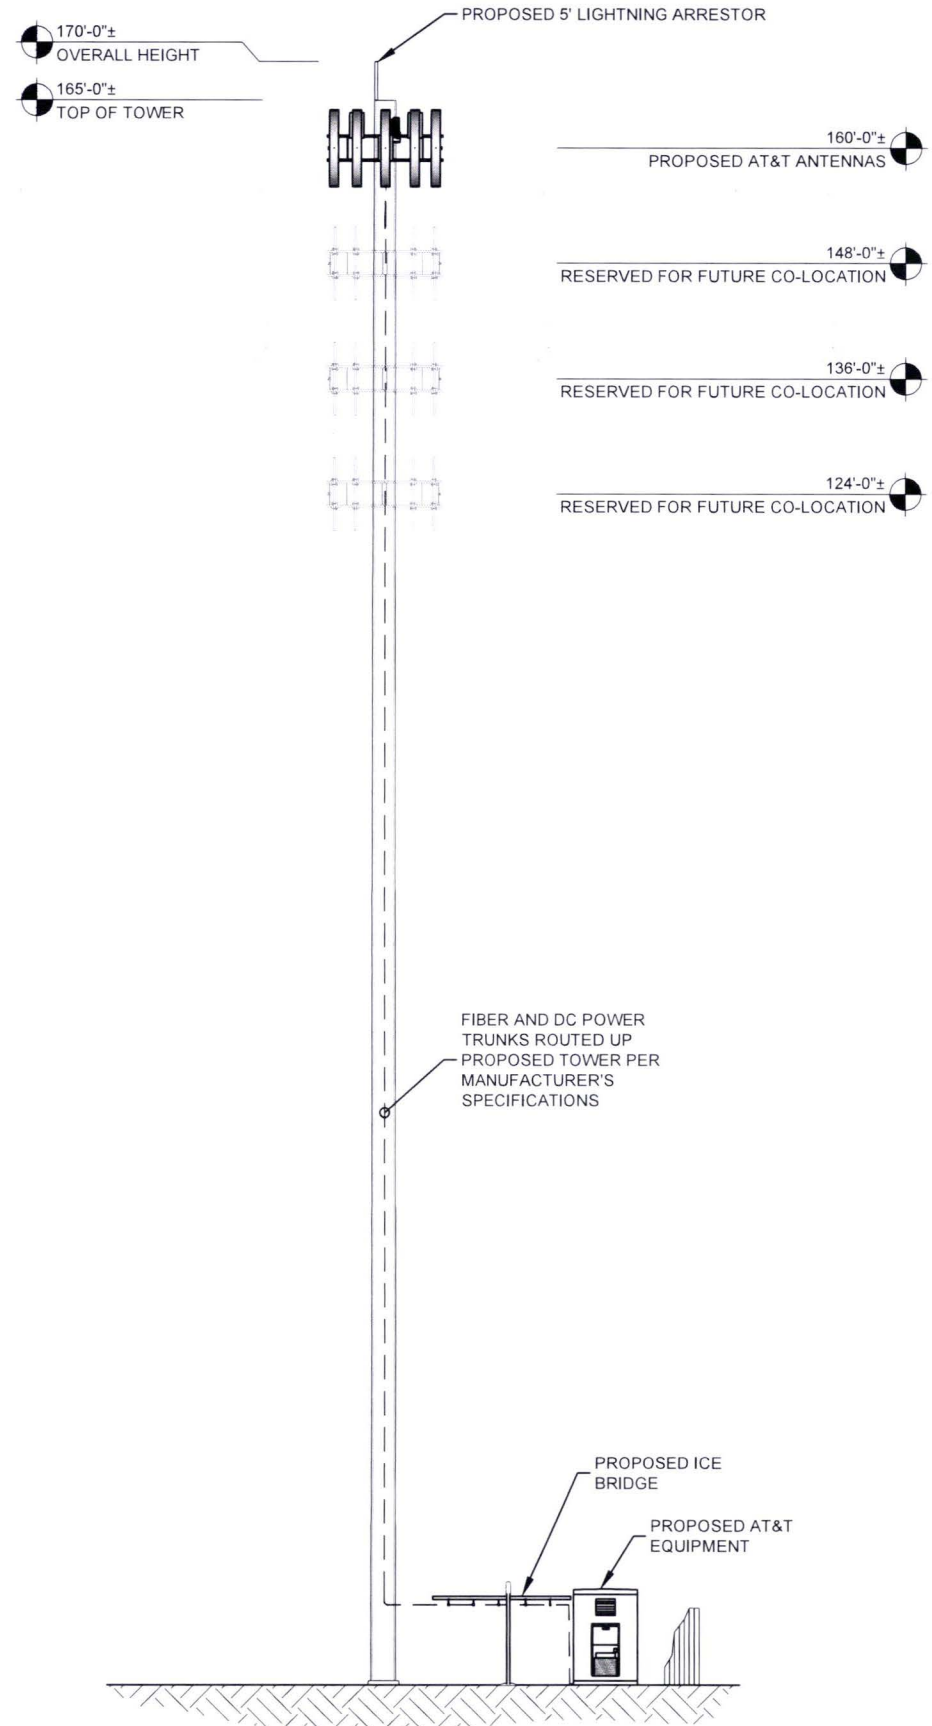 PROPOSED 5' LIGHTNING ARRESTOR
170'-0"±
OVERALL HEIGHT
165'-0"±
TOP OF TOWER
160'-0"±
PROPOSED AT&T ANTENNAS
148'-0"±
RESERVED FOR FUTURE CO-LOCATION
136'-0"±
RESERVED FOR FUTURE CO-LOCATION
124'-0"±
RESERVED FOR FUTURE CO-LOCATION
FIBER AND DC POWER
TRUNKS ROUTED UP
PROPOSED TOWER PER
MANUFACTURER'S
SPECIFICATIONS
PROPOSED ICE
BRIDGE
PROPOSED AT&T
EQUIPMENT